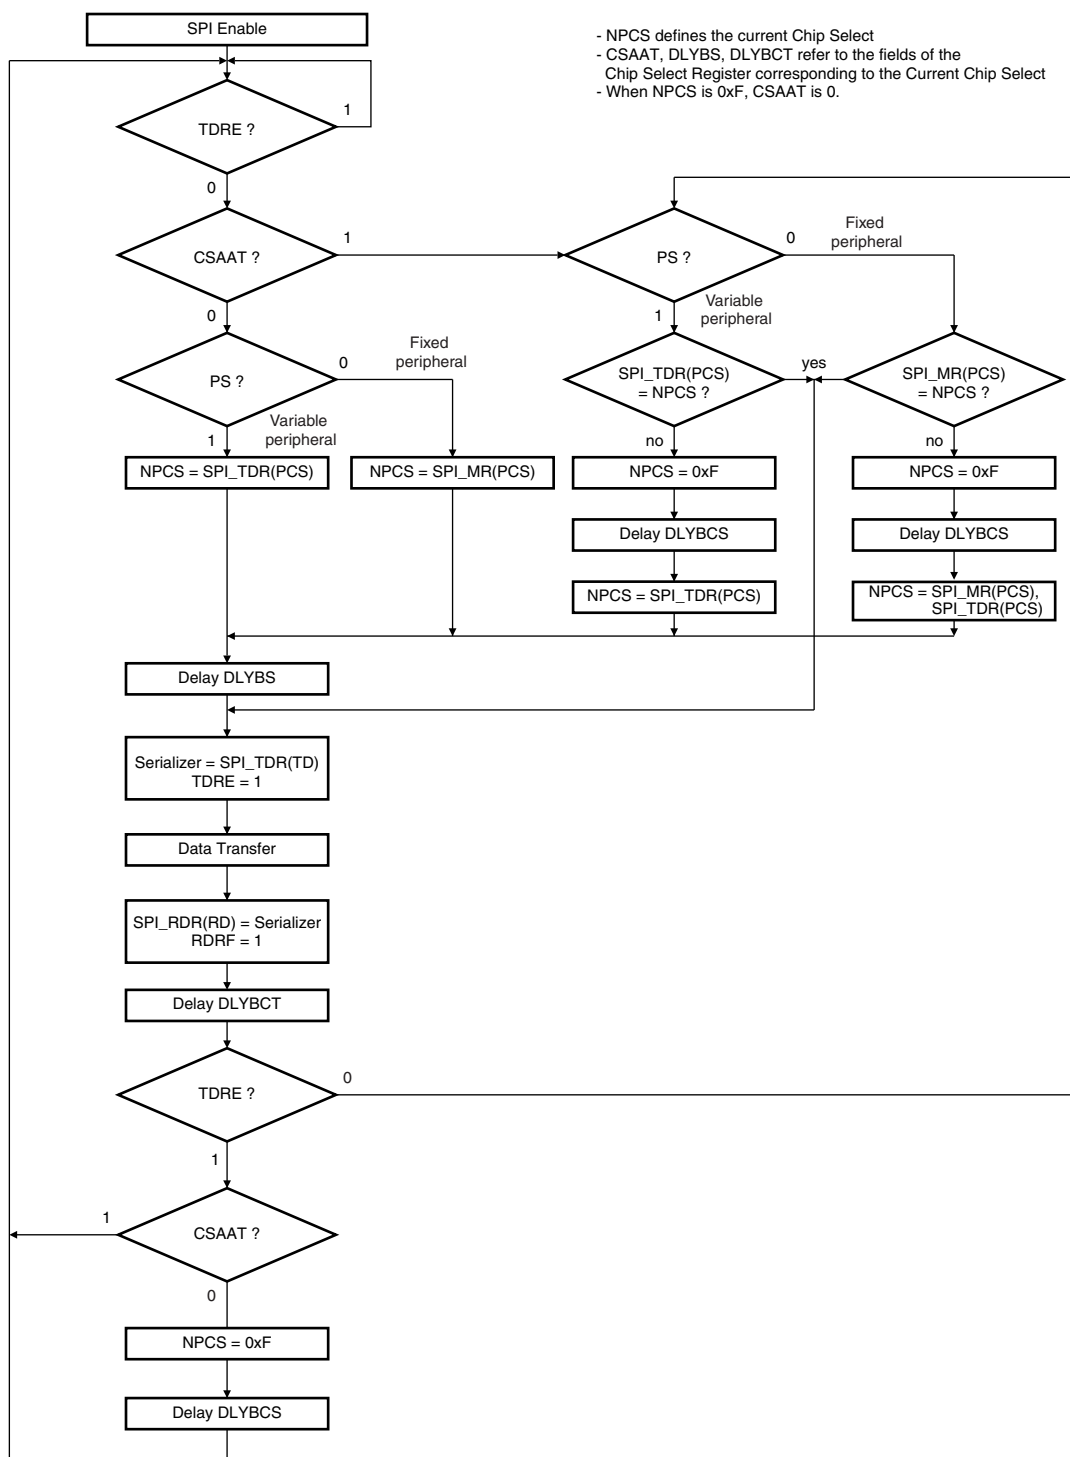 SPI Enable
- NPCS defines the current Chip Select
- CSAAT, DLYBS, DLYBCT refer to the fields of the
Chip Select Register corresponding to the Current Chip Select
- When NPCS is 0xF, CSAAT is 0.
TDRE ?
1
0
CSAAT ?
1
PS ?
0
Fixed
peripheral
0
1
Variable
peripheral
PS ?
0
Fixed
peripheral
SPI_TDR(PCS)
= NPCS ?
yes
SPI_MR(PCS)
= NPCS ?
1
Variable
peripheral
no
no
NPCS = SPI_TDR(PCS)
NPCS = SPI_MR(PCS)
NPCS = 0xF
NPCS = 0xF
Delay DLYBCS
Delay DLYBCS
NPCS = SPI_TDR(PCS)
NPCS = SPI_MR(PCS),
SPI_TDR(PCS)
Delay DLYBS
Serializer = SPI_TDR(TD)
TDRE = 1
Data Transfer
SPI_RDR(RD) = Serializer
RDRF = 1
Delay DLYBCT
TDRE ?
0
1
CSAAT ?
1
0
NPCS = 0xF
Delay DLYBCS